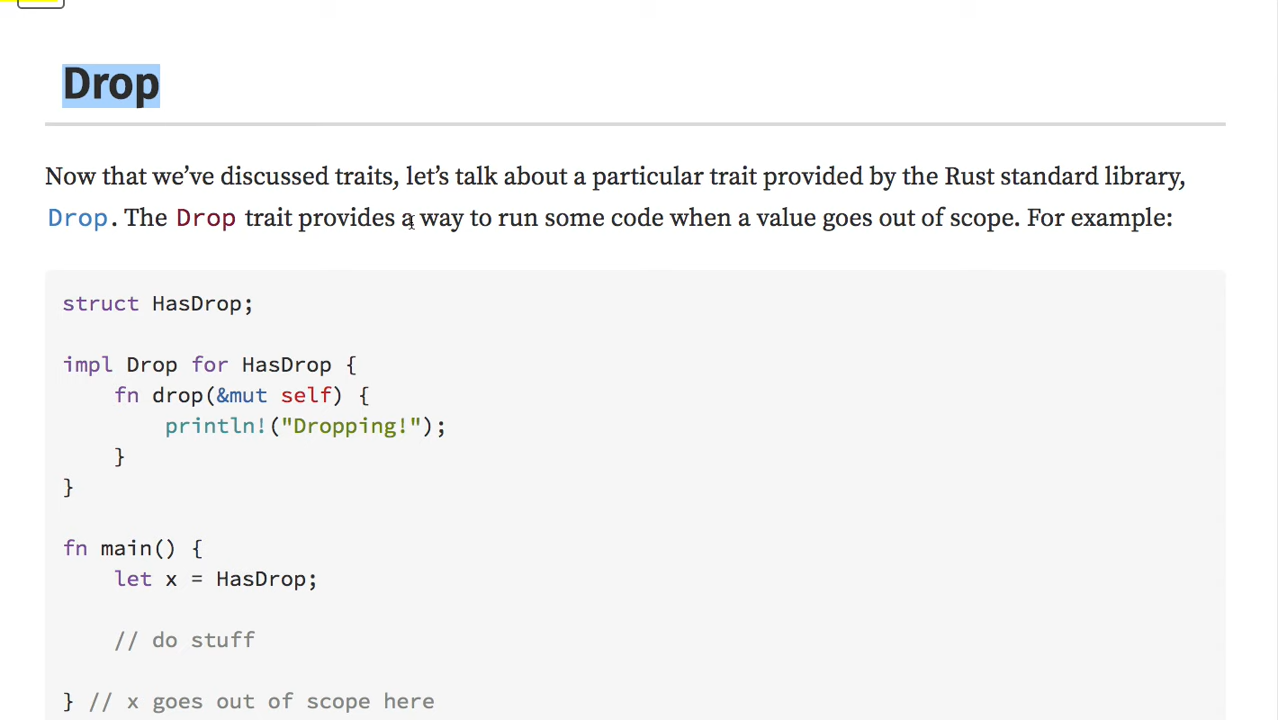 Drop
Now that we’ve discussed traits, let’s talk about a particular trait provided by the Rust standard library,
Drop. The Drop trait provides a way to run some code when a value goes out of scope. For example:
struct HasDrop;
impl Drop for HasDrop {
    fn drop(&mut self) {
        println!("Dropping!");
    }
}
fn main() {
    let x = HasDrop;
    // do stuff
} // x goes out of scope here